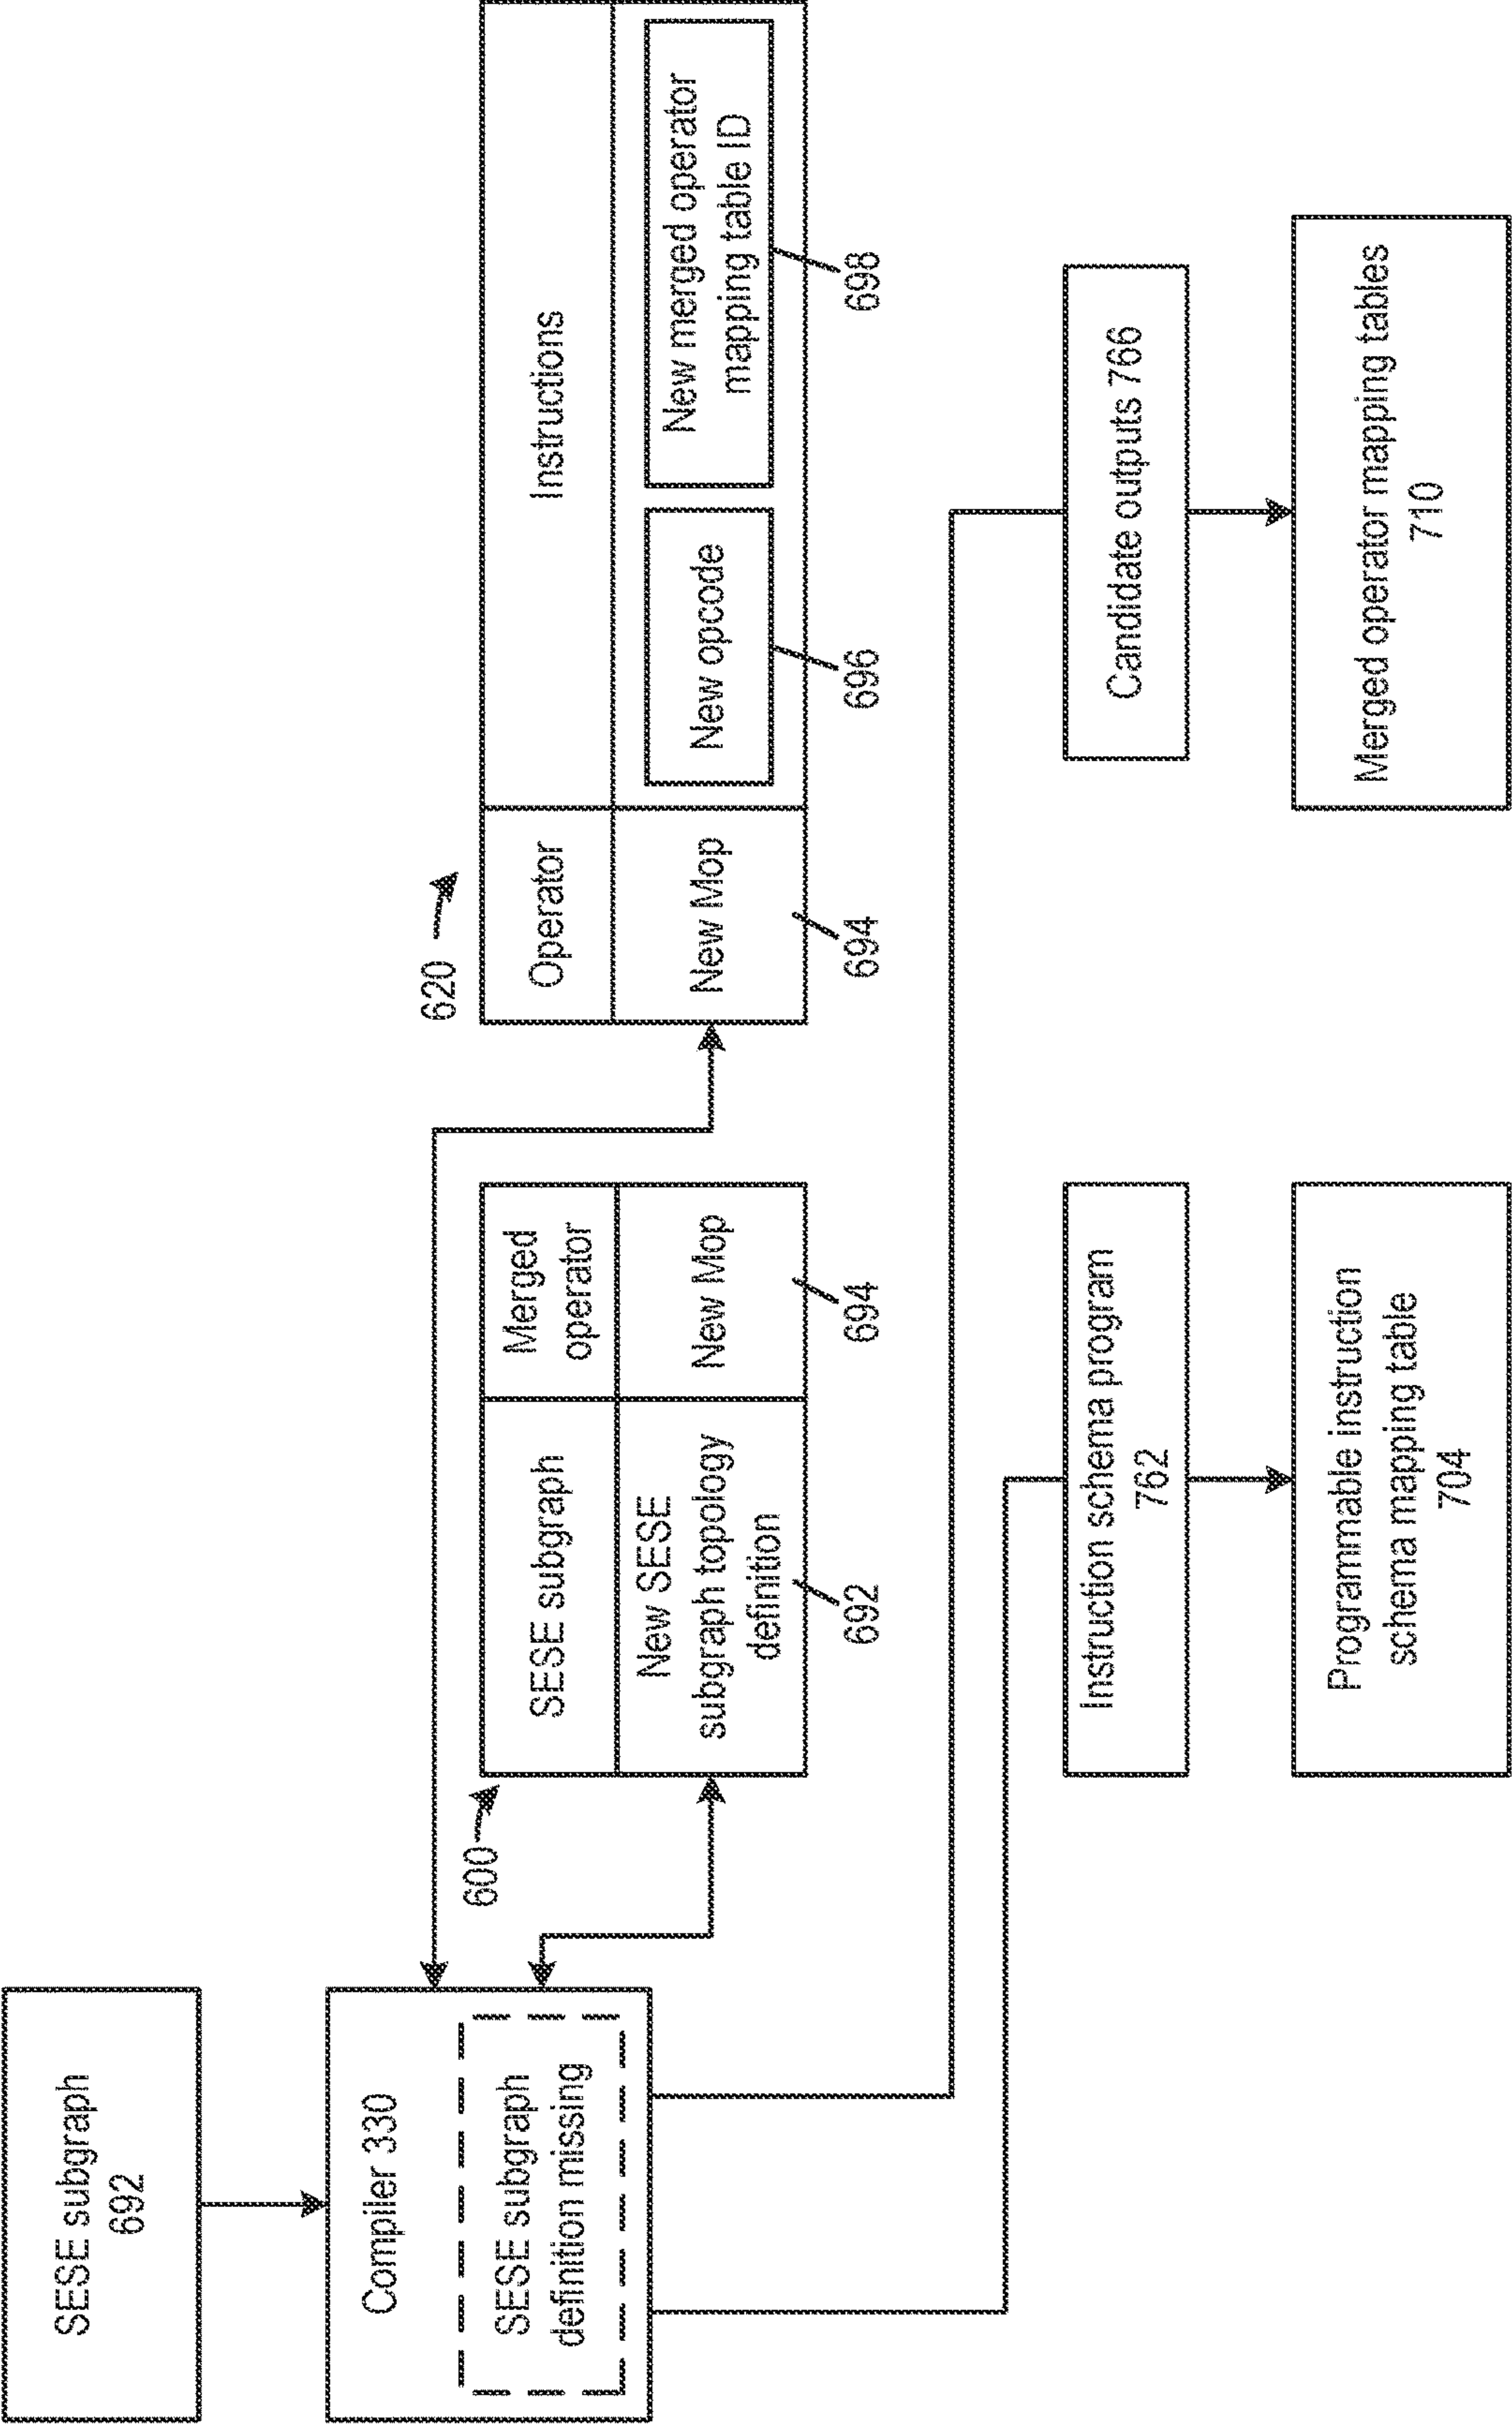 SESE subgraph
692
Compiler 330
SESE subgraph
definition missing
600
SESE subgraph
Merged
operator
New SESE
subgraph topology
definition
New Mop
692
694
620
Operator
Instructions
New Mop
New opcode
New merged operator
mapping table ID
694
696
698
Instruction schema program
762
Candidate outputs 766
Programmable instruction
schema mapping table
704
Merged operator mapping tables
710